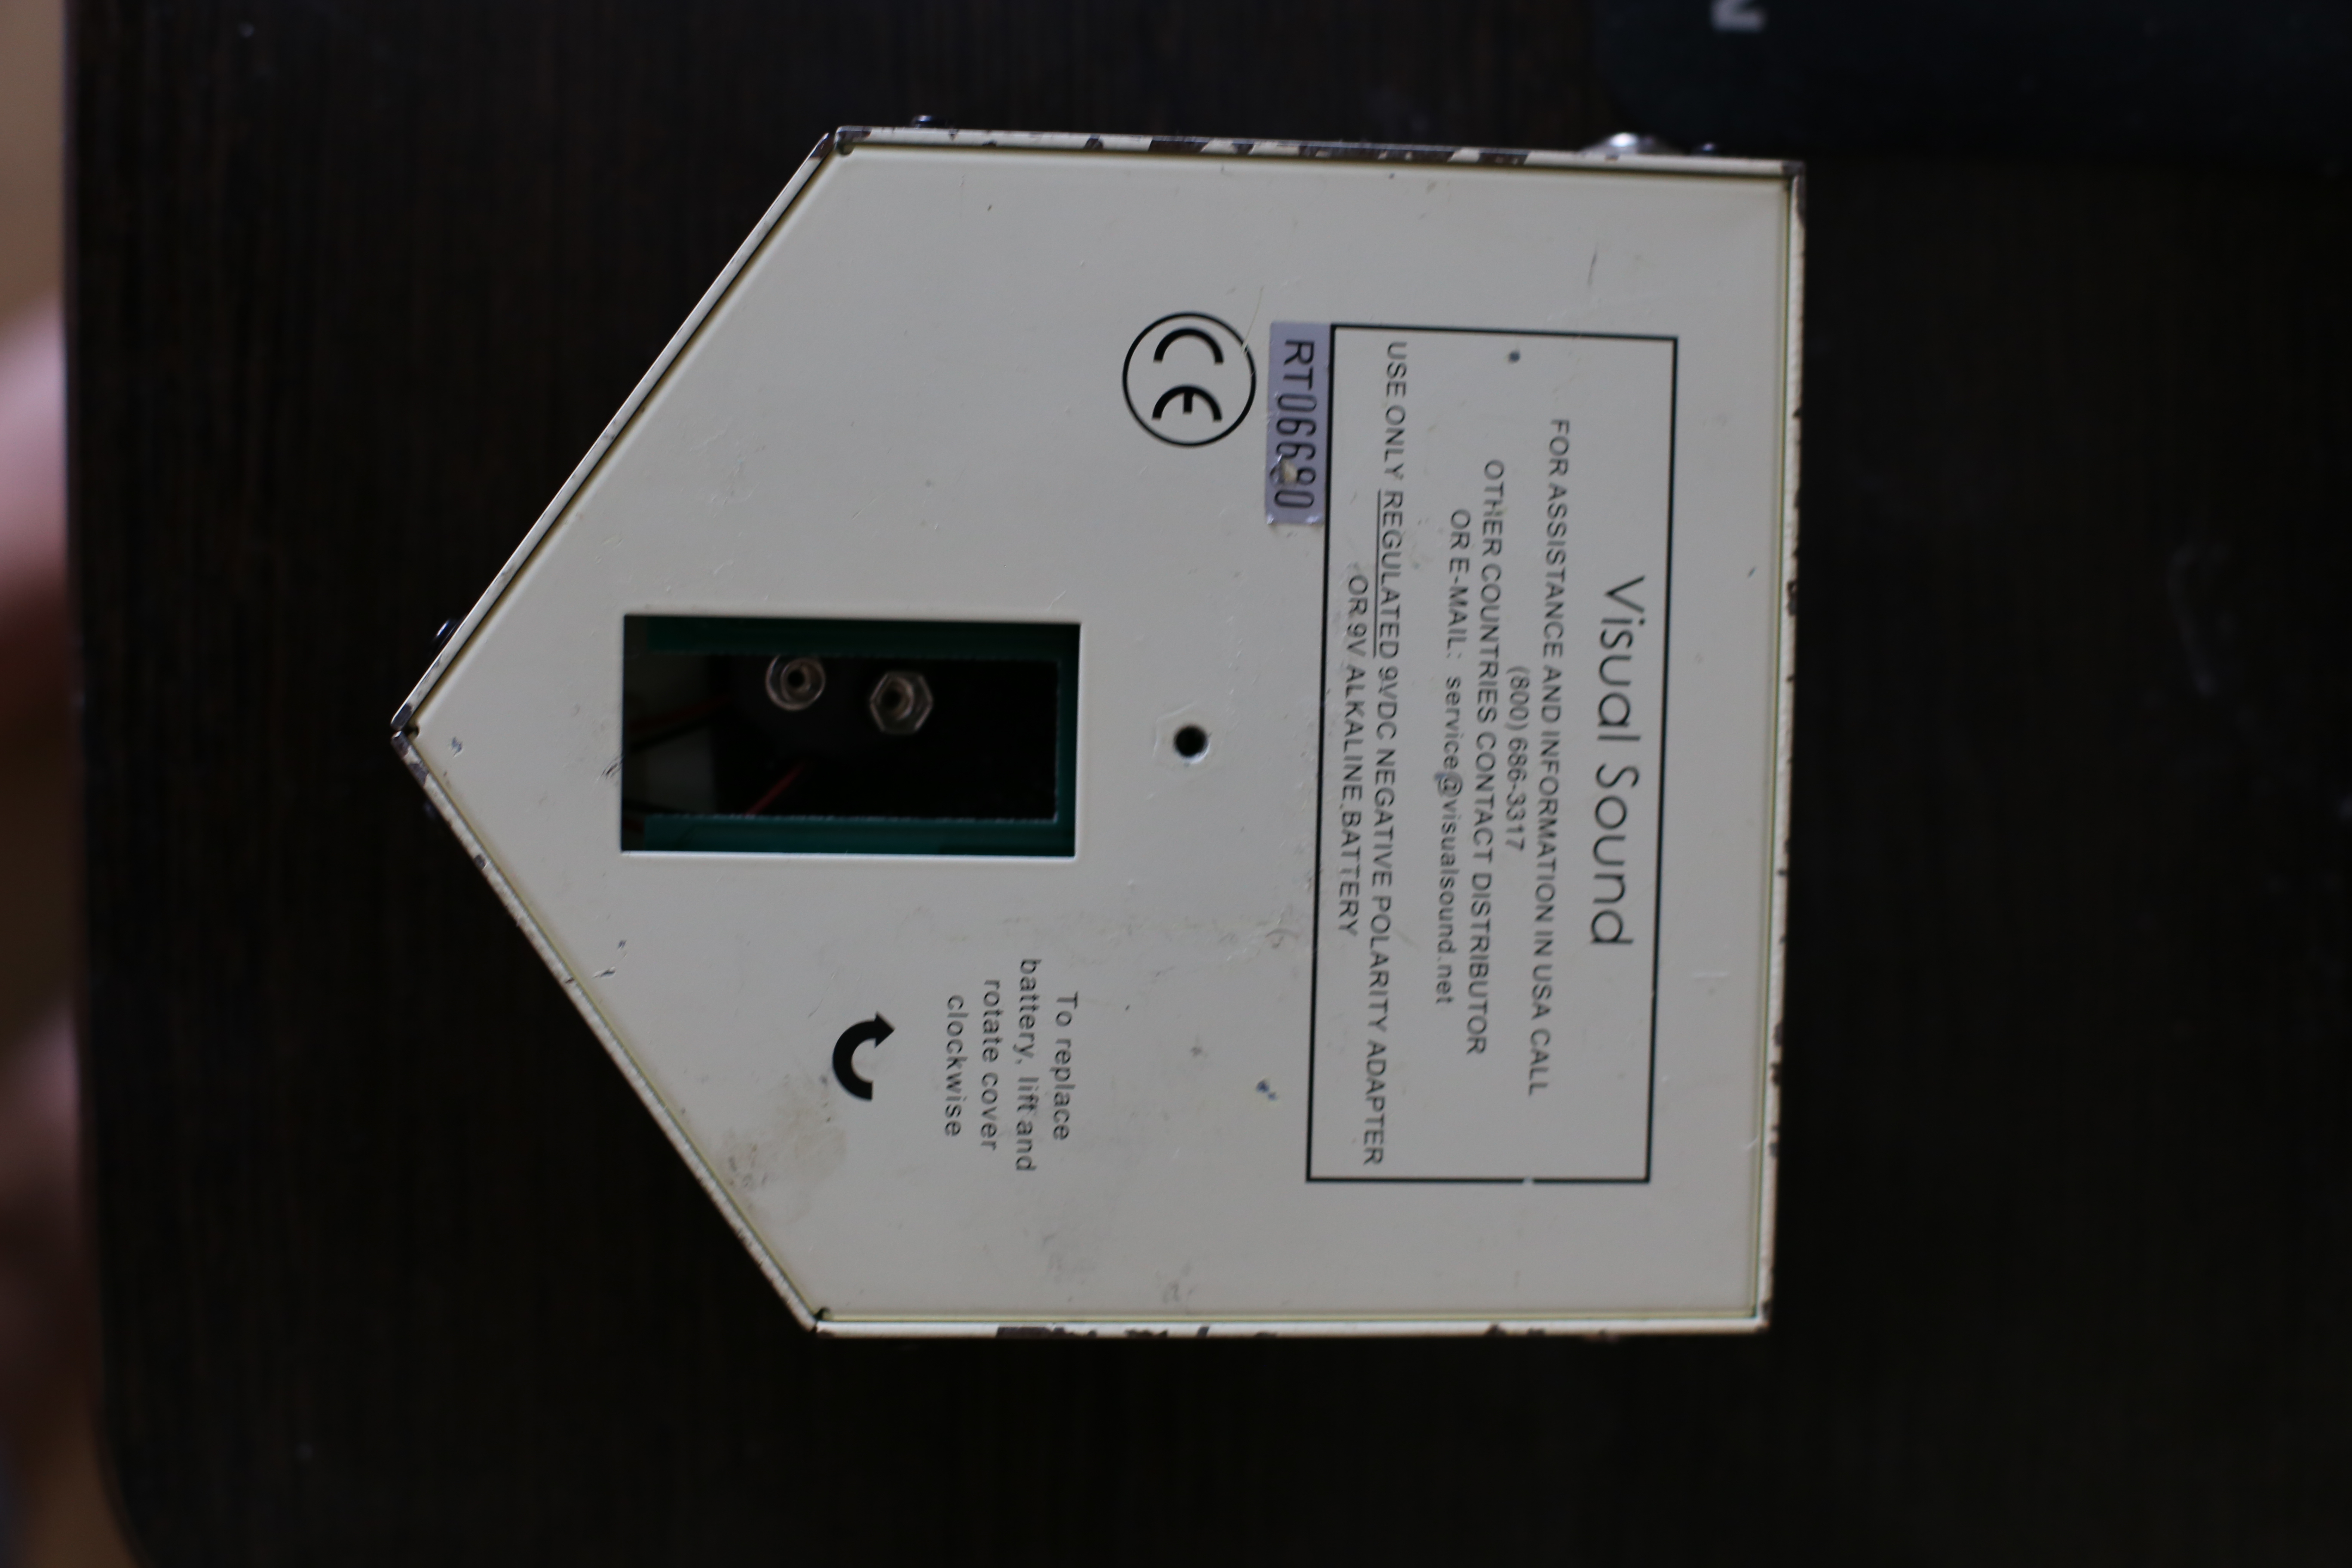 Visual Sound
FOR ASSISTANCE AND INFORMATION IN USA CALL
(800) 686-3317
OTHER COUNTRIES CONTACT DISTRIBUTOR
OR E-MAIL: service@visualsound.net
USE ONLY REGULATED 9VDC NEGATIVE POLARITY ADAPTER
OR 9V ALKALINE BATTERY
CE
To replace
battery, lift and
rotate cover
clockwise